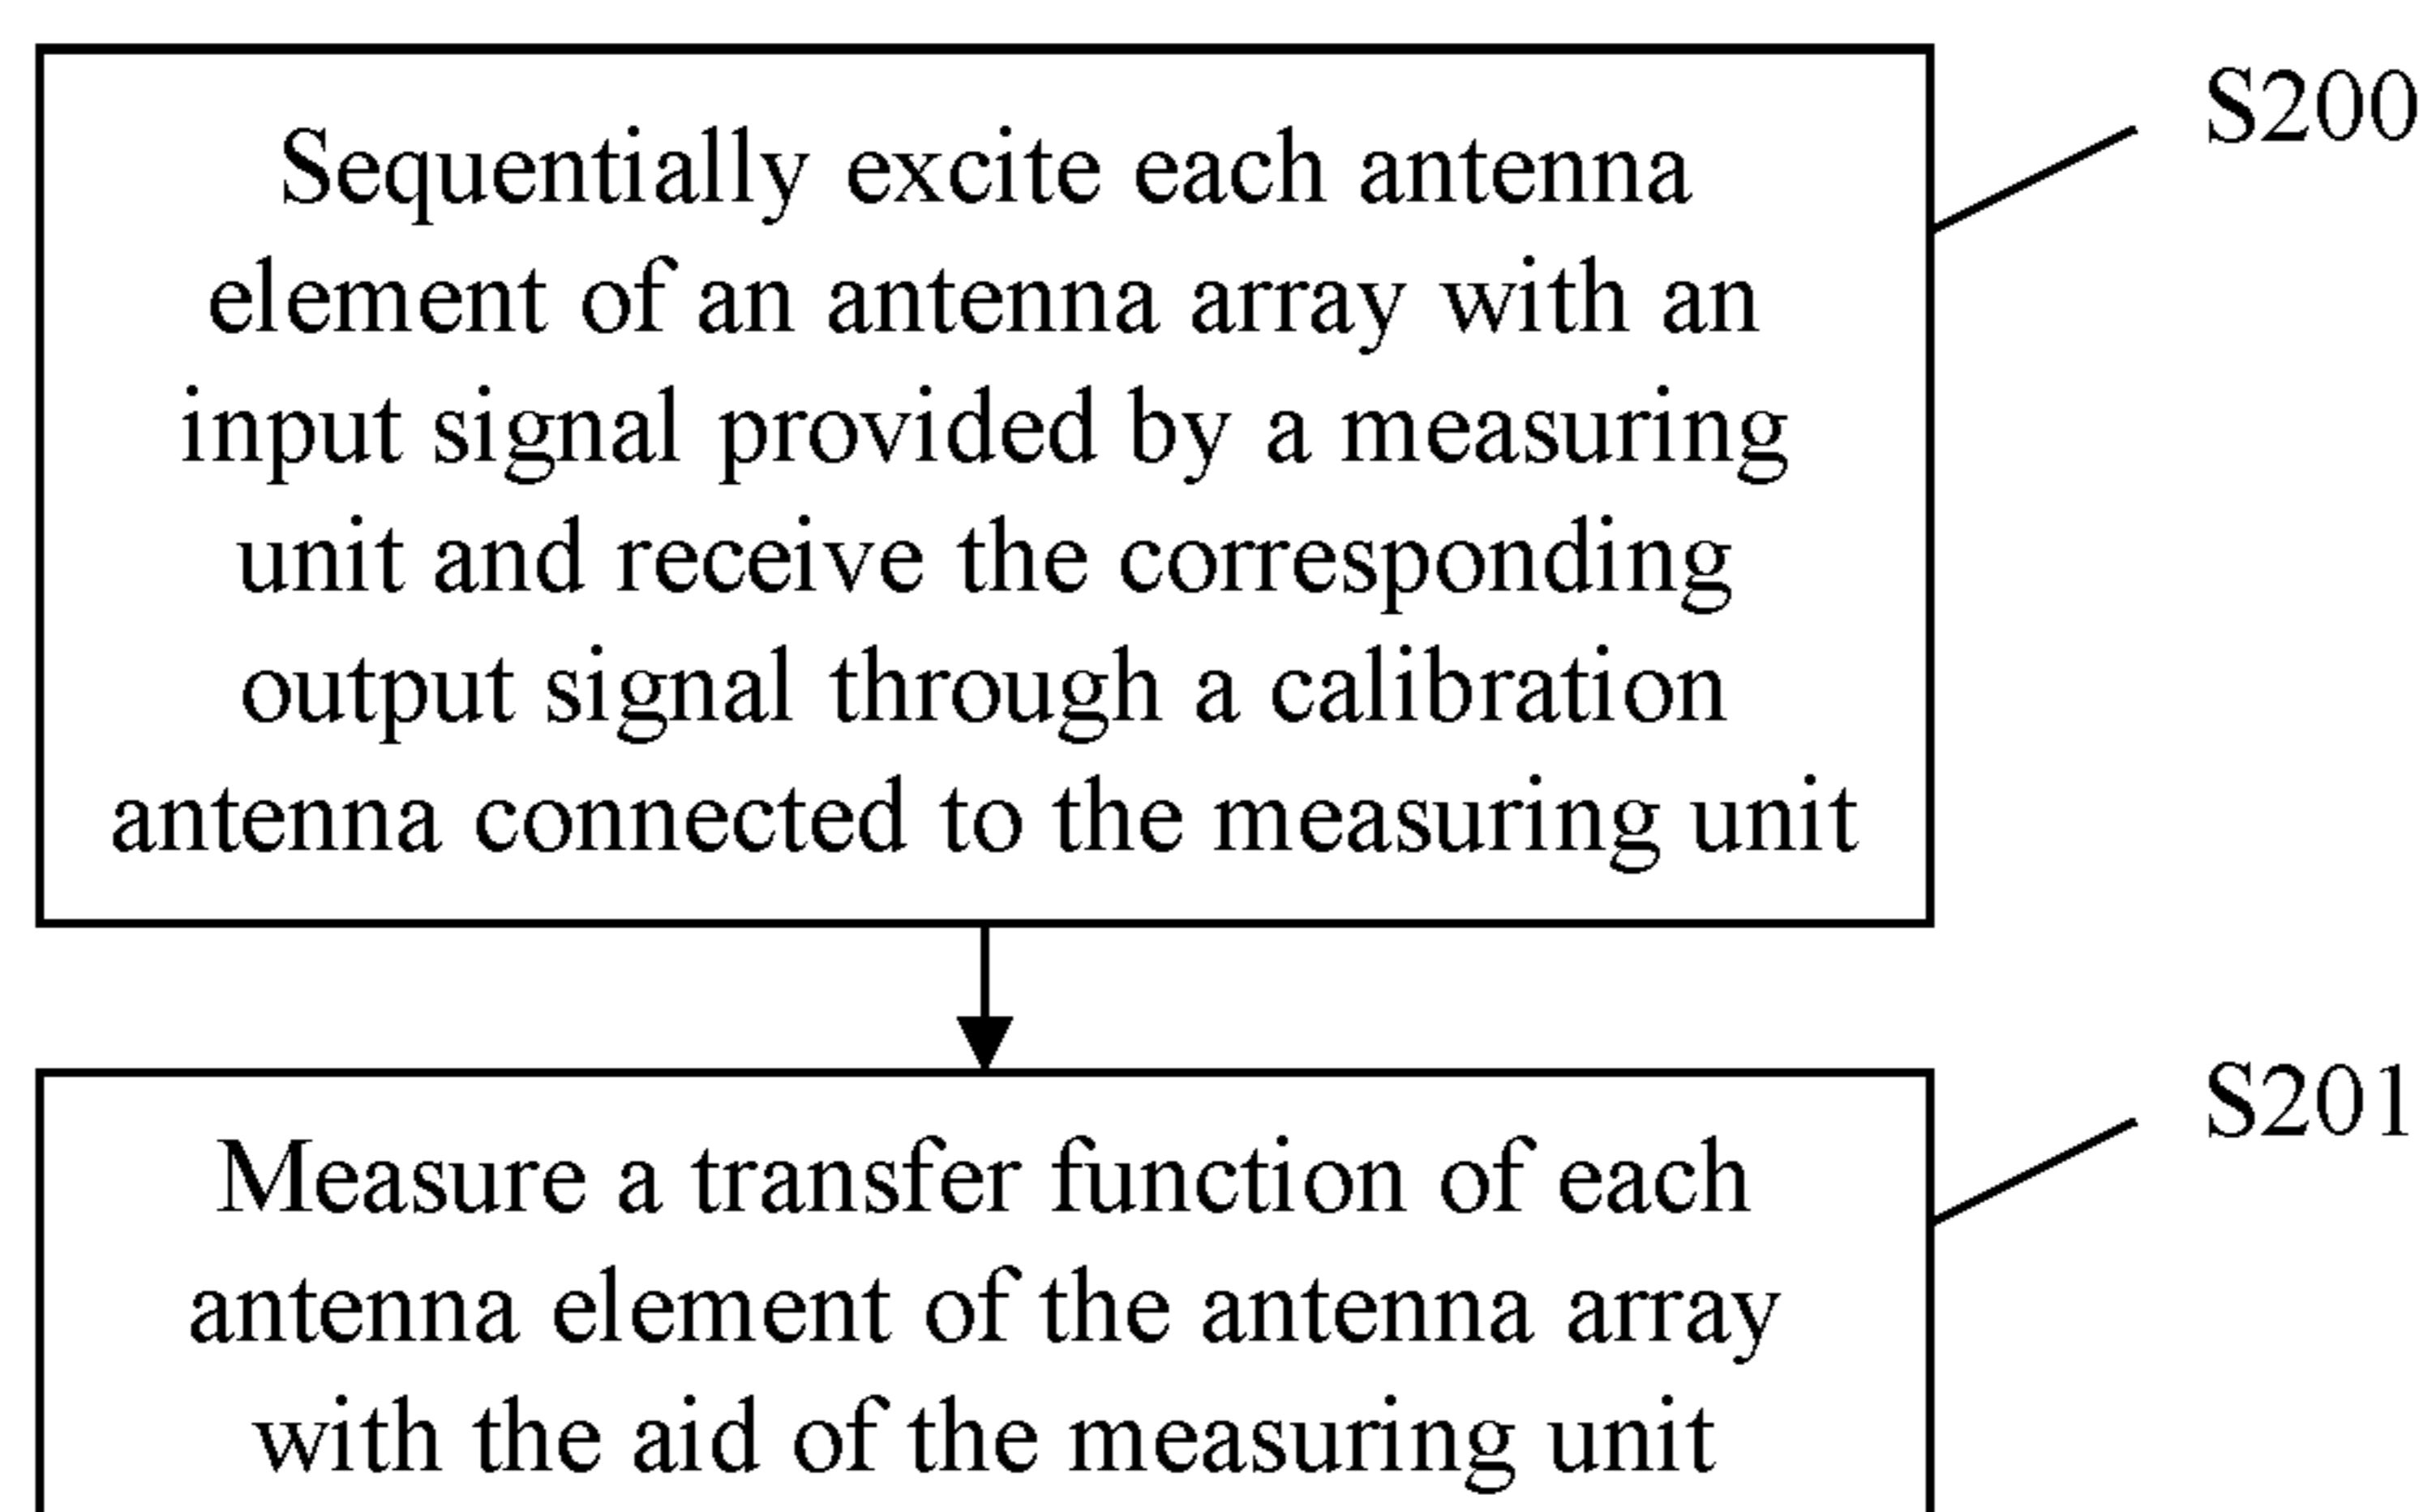 S200
Sequentially excite each antenna
element of an antenna array with an
input signal provided by a measuring
unit and receive the corresponding
output signal through a calibration
antenna connected to the measuring unit
S201
Measure a transfer function of each
antenna element of the antenna array
with the aid of the measuring unit